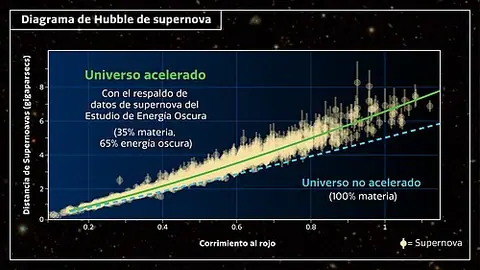 Diagrama de Hubble de supernova
Universo acelerado
Con el respaldo de
datos de supernova del
Estudio de Energía Oscura
(35% materia,
65% energía oscura)
Universo no acelerado
(100% materia)
Distancia de Supernoavas (gigaparsecs)
8
6
4
2
0
0.2
0.4
0.6
0.8
1
Corrimiento al rojo
= Supernova